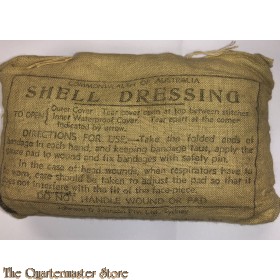 COMMONWEALTH OF AUSTRALIA
SHELL DRESSING
TO OPEN
Outer Cover: Tear cover open at top between stitches
Inner Waterproof Cover: Tear apart at the corner
indicated by arrow.
DIRECTIONS FOR USE.—Take the folded ends of
bandage in each hand, and keeping bandage taut, apply the
pad to wound and fix bandages with safety pin.
In the case of head wounds, when respirators have to
be worn, care should be taken to adjust the pad so that it
does not interfere with the fit of the face-piece.
DO NOT HANDLE WOUND OR PAD
& Johnson Pty. Ltd., Sydney
The Quartermaster Store